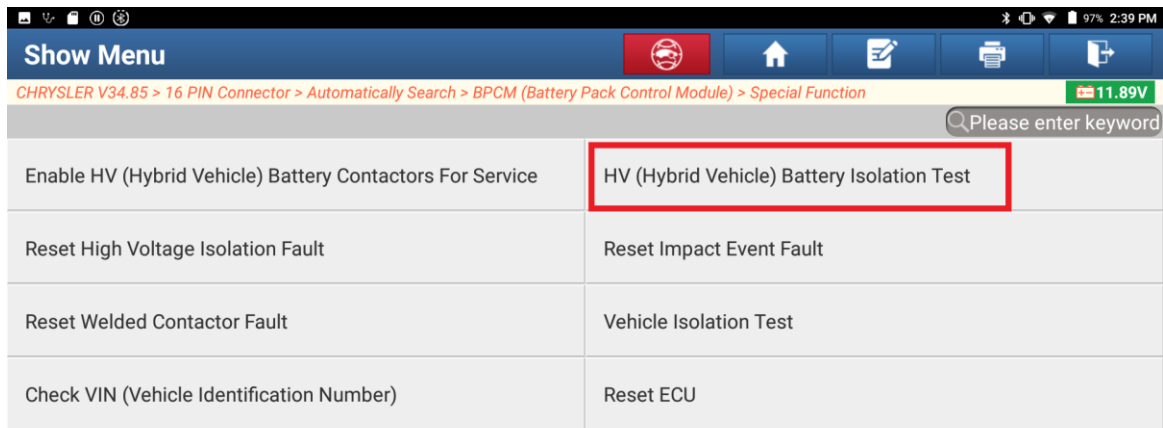 97% 2:39 PM
Show Menu
CHRYSLER V34.85 > 16 PIN Connector > Automatically Search > BPCM (Battery Pack Control Module) > Special Function
11.89V
Please enter keyword
Enable HV (Hybrid Vehicle) Battery Contactors For Service
HV (Hybrid Vehicle) Battery Isolation Test
Reset High Voltage Isolation Fault
Reset Impact Event Fault
Reset Welded Contactor Fault
Vehicle Isolation Test
Check VIN (Vehicle Identification Number)
Reset ECU